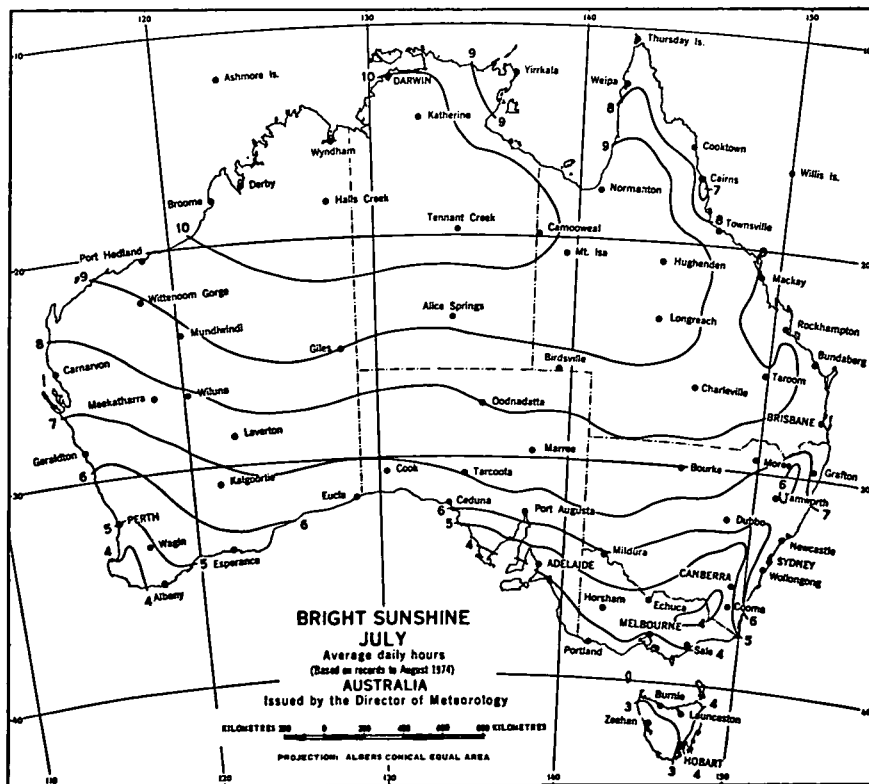 120
130
140
150
10
10
Thursday Is.
Ashmore Is.
10
DARWIN
9
Yirrkala
Weipa
8
Katherine
9
9
Wyndham
Cooktown
Cairns
7
Willis Is.
Derby
Broome
Halls Creek
Normanton
8
Townsville
10
Tennant Creek
Camooweal
Port Hedland
Mt. Isa
Hughenden
20
20
9
Mackay
Wittenoom Gorge
Alice Springs
Longreach
Mundiwindi
Rockhampton
8
Giles
Bundaberg
Birdsville
Carnarvon
Taroom
Meekatharra
Wiluna
Oodnadatta
Charleville
7
BRISBANE
Laverton
Geraldton
Marree
Moree
Grafton
6
Kalgoorlie
Cook
Tarcoola
Bourke
6
30
Eucla
Ceduna
Tamworth
30
7
PERTH
5
6
6
Port Augusta
Dubbo
5
Wagin
Newcastle
4
5
Esperance
4
Mildura
SYDNEY
ADELAIDE
CANBERRA
Wollongong
4
Albany
Horsham
Echuca
4
Cooma
6
MELBOURNE
5
Portland
Sale
4
BRIGHT SUNSHINE
JULY
Average daily hours
(Based on records to August 1974)
AUSTRALIA
Issued by the Director of Meteorology
KILOMETRES 200 0 200 400 600 800 KILOMETRES
PROJECTION: ALBERS CONICAL EQUAL AREA
Burnie
4
3
Launceston
Zeehan
HOBART
3
4
40
40
110
120
130
140
150